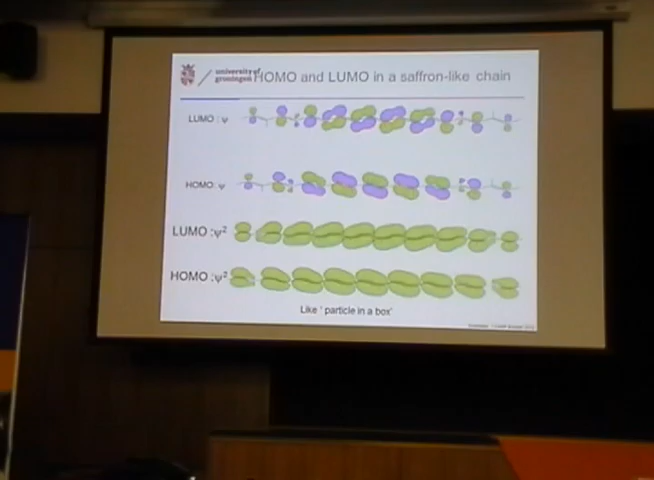 university of
groningen
HOMO and LUMO in a saffron-like chain
LUMO : ψ
HOMO: ψ
LUMO :ψ²
HOMO :ψ²
Like ' particle in a box'